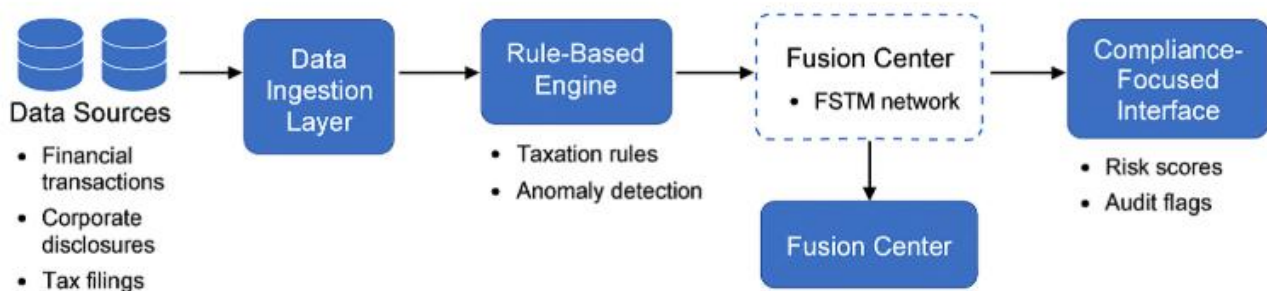 Data Sources
• Financial
transactions
• Corporate
disclosures
• Tax filings
Data
Ingestion
Layer
Rule-Based
Engine
• Taxation rules
• Anomaly detection
Fusion Center
• FSTM network
Fusion Center
Compliance-
Focused
Interface
• Risk scores
• Audit flags